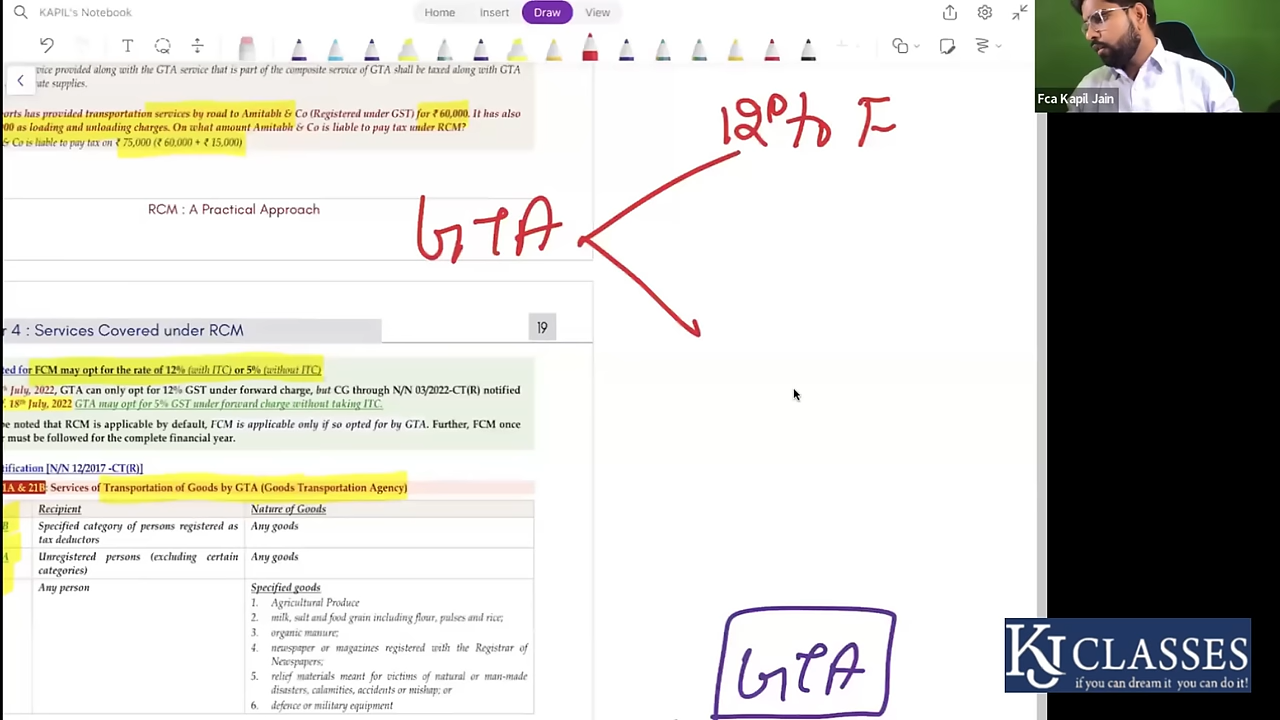 KAPIL's Notebook
Home Insert Draw View
Fca Kapil Jain
vice provided along with the GTA service that is part of the composite service of GTA shall be taxed along with GTA
ate supplies.
orts has provided transportation services by road to Amitabh & Co (Registered under GST) for ₹ 60,000. It has also
00 as loading and unloading charges. On what amount Amitabh & Co is liable to pay tax under RCM?
& Co is liable to pay tax on ₹ 75,000 (₹ 60,000 + ₹ 15,000)
RCM : A Practical Approach
GTA
12% F
r 4 : Services Covered under RCM
19
ted for FCM may opt for the rate of 12% (with ITC) or 5% (without ITC)
th July, 2022, GTA can only opt for 12% GST under forward charge, but CG through N/N 03/2022-CT(R) notified
f. 18th July, 2022 GTA may opt for 5% GST under forward charge without taking ITC.
be noted that RCM is applicable by default, FCM is applicable only if so opted for by GTA. Further, FCM once
r must be followed for the complete financial year.
tification [N/N 12/2017 -CT(R)]
1A & 21B: Services of Transportation of Goods by GTA (Goods Transportation Agency)
Recipient Nature of Goods
B Specified category of persons registered as tax deductors Any goods
A Unregistered persons (excluding certain categories) Any goods
Any person Specified goods
1. Agricultural Produce
2. milk, salt and food grain including flour, pulses and rice;
3. organic manure;
4. newspaper or magazines registered with the Registrar of
Newspapers;
5. relief materials meant for victims of natural or man-made
disasters, calamities, accidents or mishap; or
6. defence or military equipment
GTA
KJ CLASSES
if you can dream it you can do it!